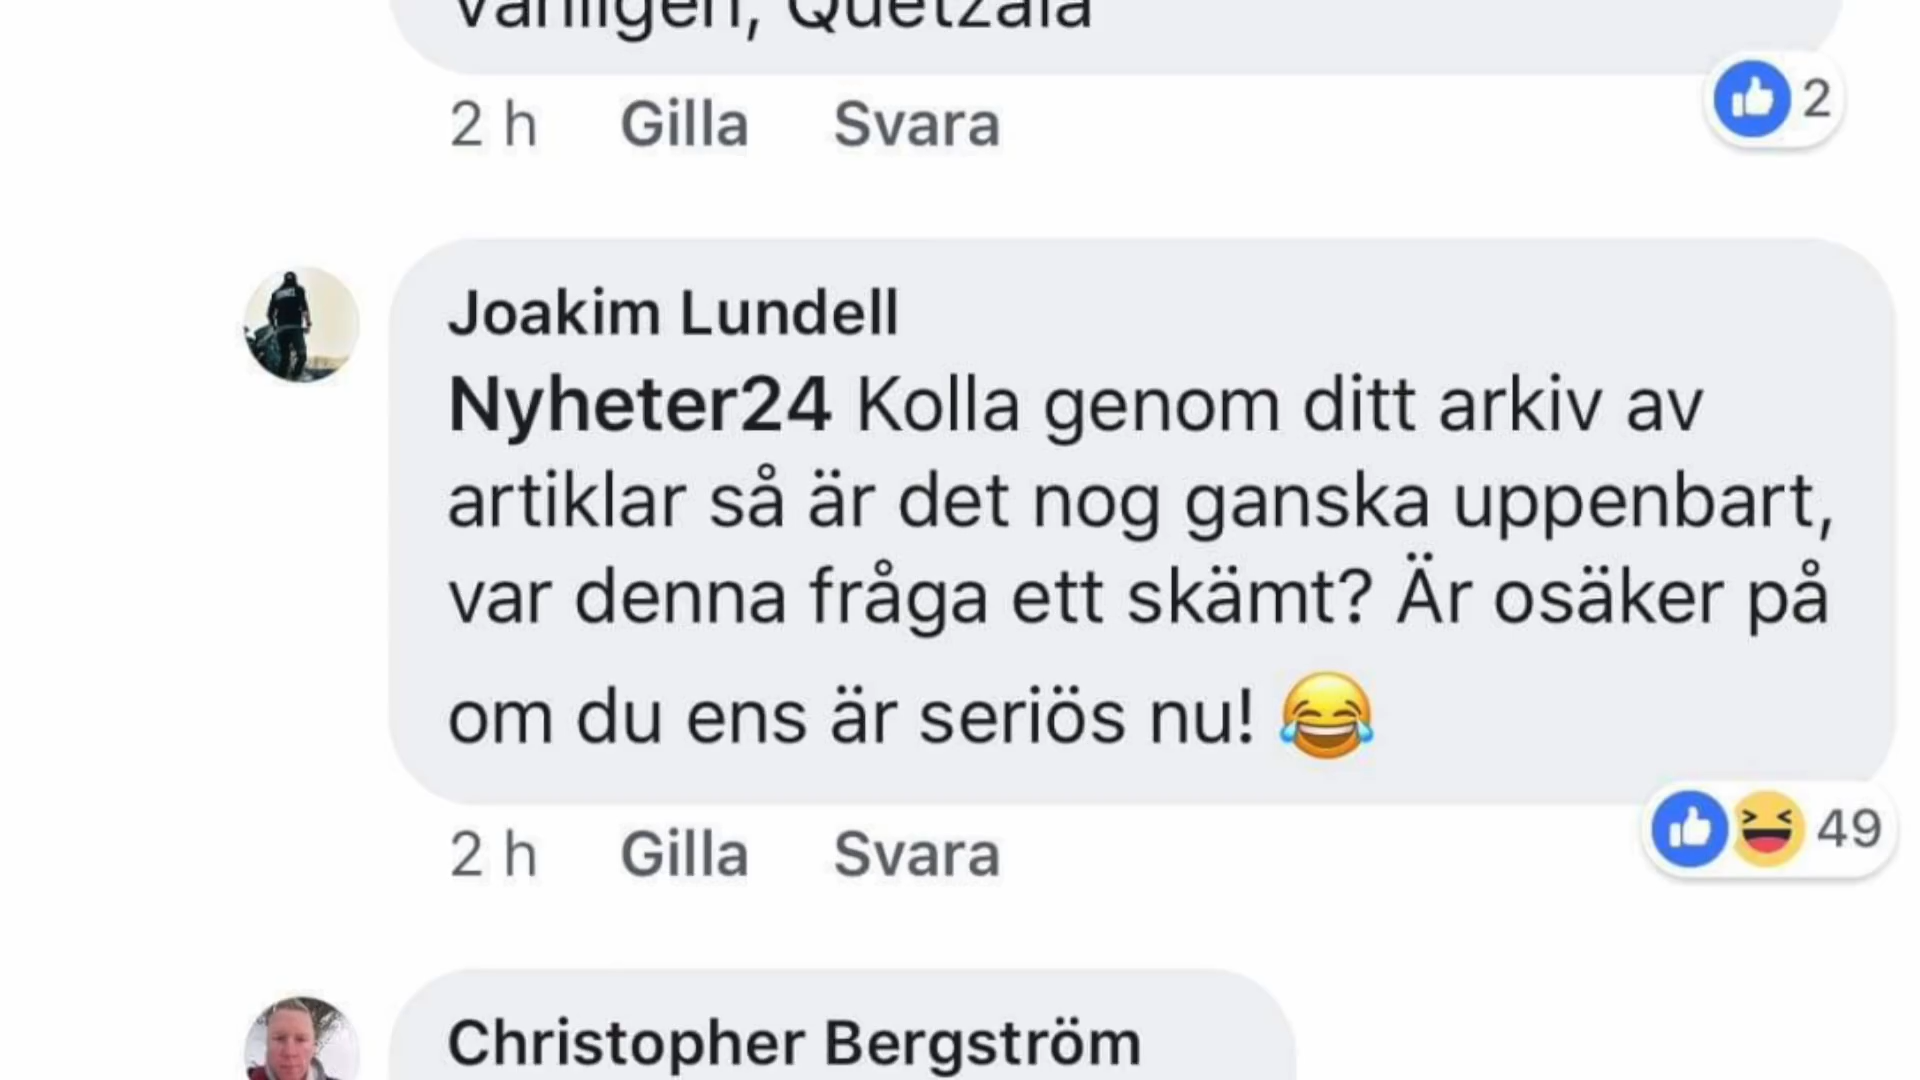 Vänligen, Quetzala
2 h Gilla Svara 2
Joakim Lundell
Nyheter24 Kolla genom ditt arkiv av
artiklar så är det nog ganska uppenbart,
var denna fråga ett skämt? Är osäker på
om du ens är seriös nu! 😂
2 h Gilla Svara 49
Christopher Bergström